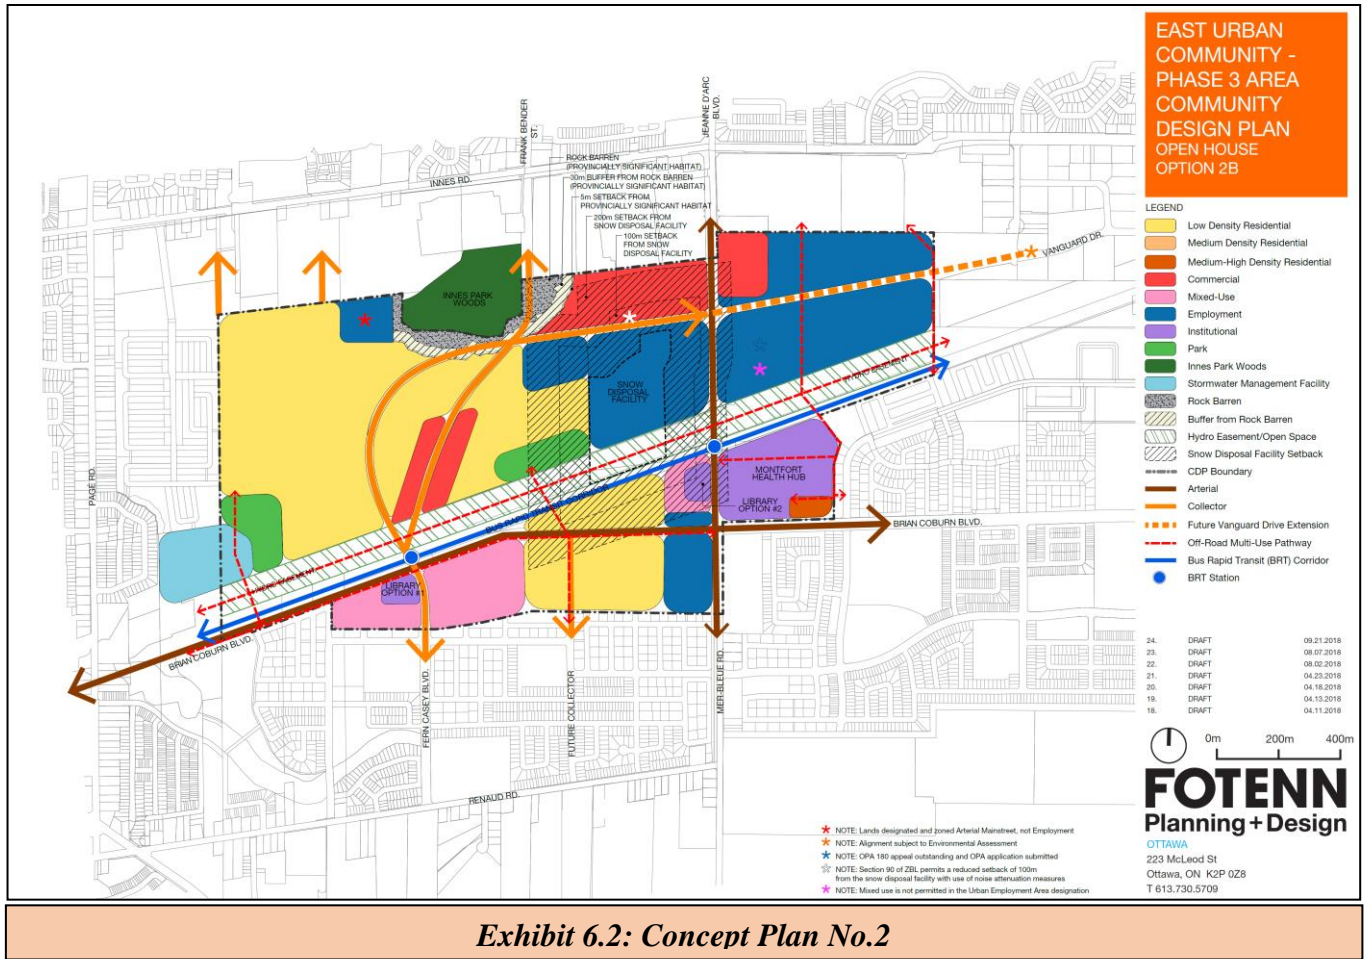 EAST URBAN
COMMUNITY -
PHASE 3 AREA
COMMUNITY
DESIGN PLAN
OPEN HOUSE
OPTION 2B
LEGEND
Low Density Residential
Medium Density Residential
Medium-High Density Residential
Commercial
Mixed-Use
Employment
Institutional
Park
Innes Park Woods
Stormwater Management Facility
Rock Barren
Buffer from Rock Barren
Hydro Easement/Open Space
Snow Disposal Facility Setback
CDP Boundary
Arterial
Collector
Future Vanguard Drive Extension
Off-Road Multi-Use Pathway
Bus Rapid Transit (BRT) Corridor
BRT Station
FRANK BENDER
ST.
JEANNE D'ARC
BLVD.
INNES RD.
ROCK BARREN
(PROVINCIALLY SIGNIFICANT HABITAT)
30m BUFFER FROM ROCK BARREN
(PROVINCIALLY SIGNIFICANT HABITAT)
5m SETBACK FROM
PROVINCIALLY SIGNIFICANT HABITAT
200m SETBACK FROM
SNOW DISPOSAL FACILITY
100m SETBACK
FROM SNOW
DISPOSAL FACILITY
VANGUARD DR.
INNES PARK
WOODS
SNOW
DISPOSAL
FACILITY
HYDRO EASEMENT
PAGE RD.
MONTFORT
HEALTH HUB
LIBRARY
OPTION #2
BUS RAPID TRANSIT CORRIDOR
BRIAN COBURN BLVD.
HYDRO EASEMENT
LIBRARY
OPTION #1
BRIAN COBURN BLVD.
FERN CASEY BLVD.
FUTURE COLLECTOR
MER-BLEUE RD.
RENAUD RD.
24. DRAFT 09.21.2018
23. DRAFT 08.07.2018
22. DRAFT 08.02.2018
21. DRAFT 04.23.2018
20. DRAFT 04.18.2018
19. DRAFT 04.13.2018
18. DRAFT 04.11.2018
0m 200m 400m
FOTENN
Planning + Design
OTTAWA
223 McLeod St
Ottawa, ON K2P 0Z8
T 613.730.5709
NOTE: Lands designated and zoned Arterial Mainstreet, not Employment
NOTE: Alignment subject to Environmental Assessment
NOTE: OPA 180 appeal outstanding and OPA application submitted
NOTE: Section 90 of ZBL permits a reduced setback of 100m
from the snow disposal facility with use of noise attenuation measures
NOTE: Mixed use is not permitted in the Urban Employment Area designation
Exhibit 6.2: Concept Plan No.2